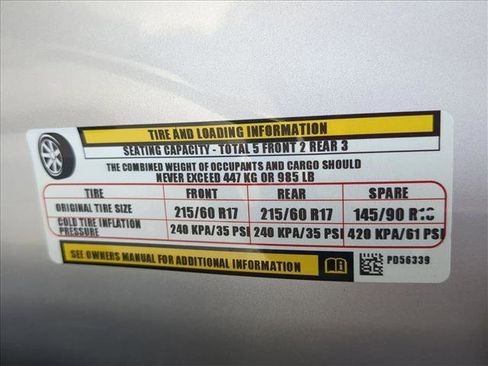 TIRE AND LOADING INFORMATION
SEATING CAPACITY - TOTAL 5 FRONT 2 REAR 3
THE COMBINED WEIGHT OF OCCUPANTS AND CARGO SHOULD
NEVER EXCEED 447 KG OR 985 LB
TIRE FRONT REAR SPARE
ORIGINAL TIRE SIZE 215/60 R17 215/60 R17 145/90
COLD TIRE INFLATION
PRESSURE 240 KPA/35 PSI 240 KPA/35 PSI 420 KPA/61 PSI
SEE OWNERS MANUAL FOR ADDITIONAL INFORMATION
PD56339